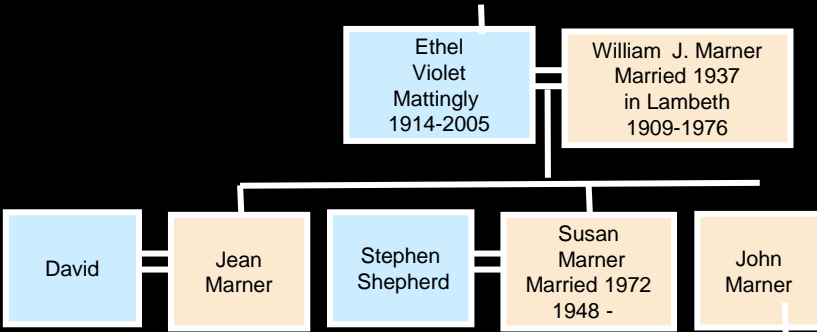 Ethel
Violet
Mattingly
1914-2005
William J. Marner
Married 1937
in Lambeth
1909-1976
David
Jean
Marner
Stephen
Shepherd
Susan
Marner
Married 1972
1948 -
John
Marner